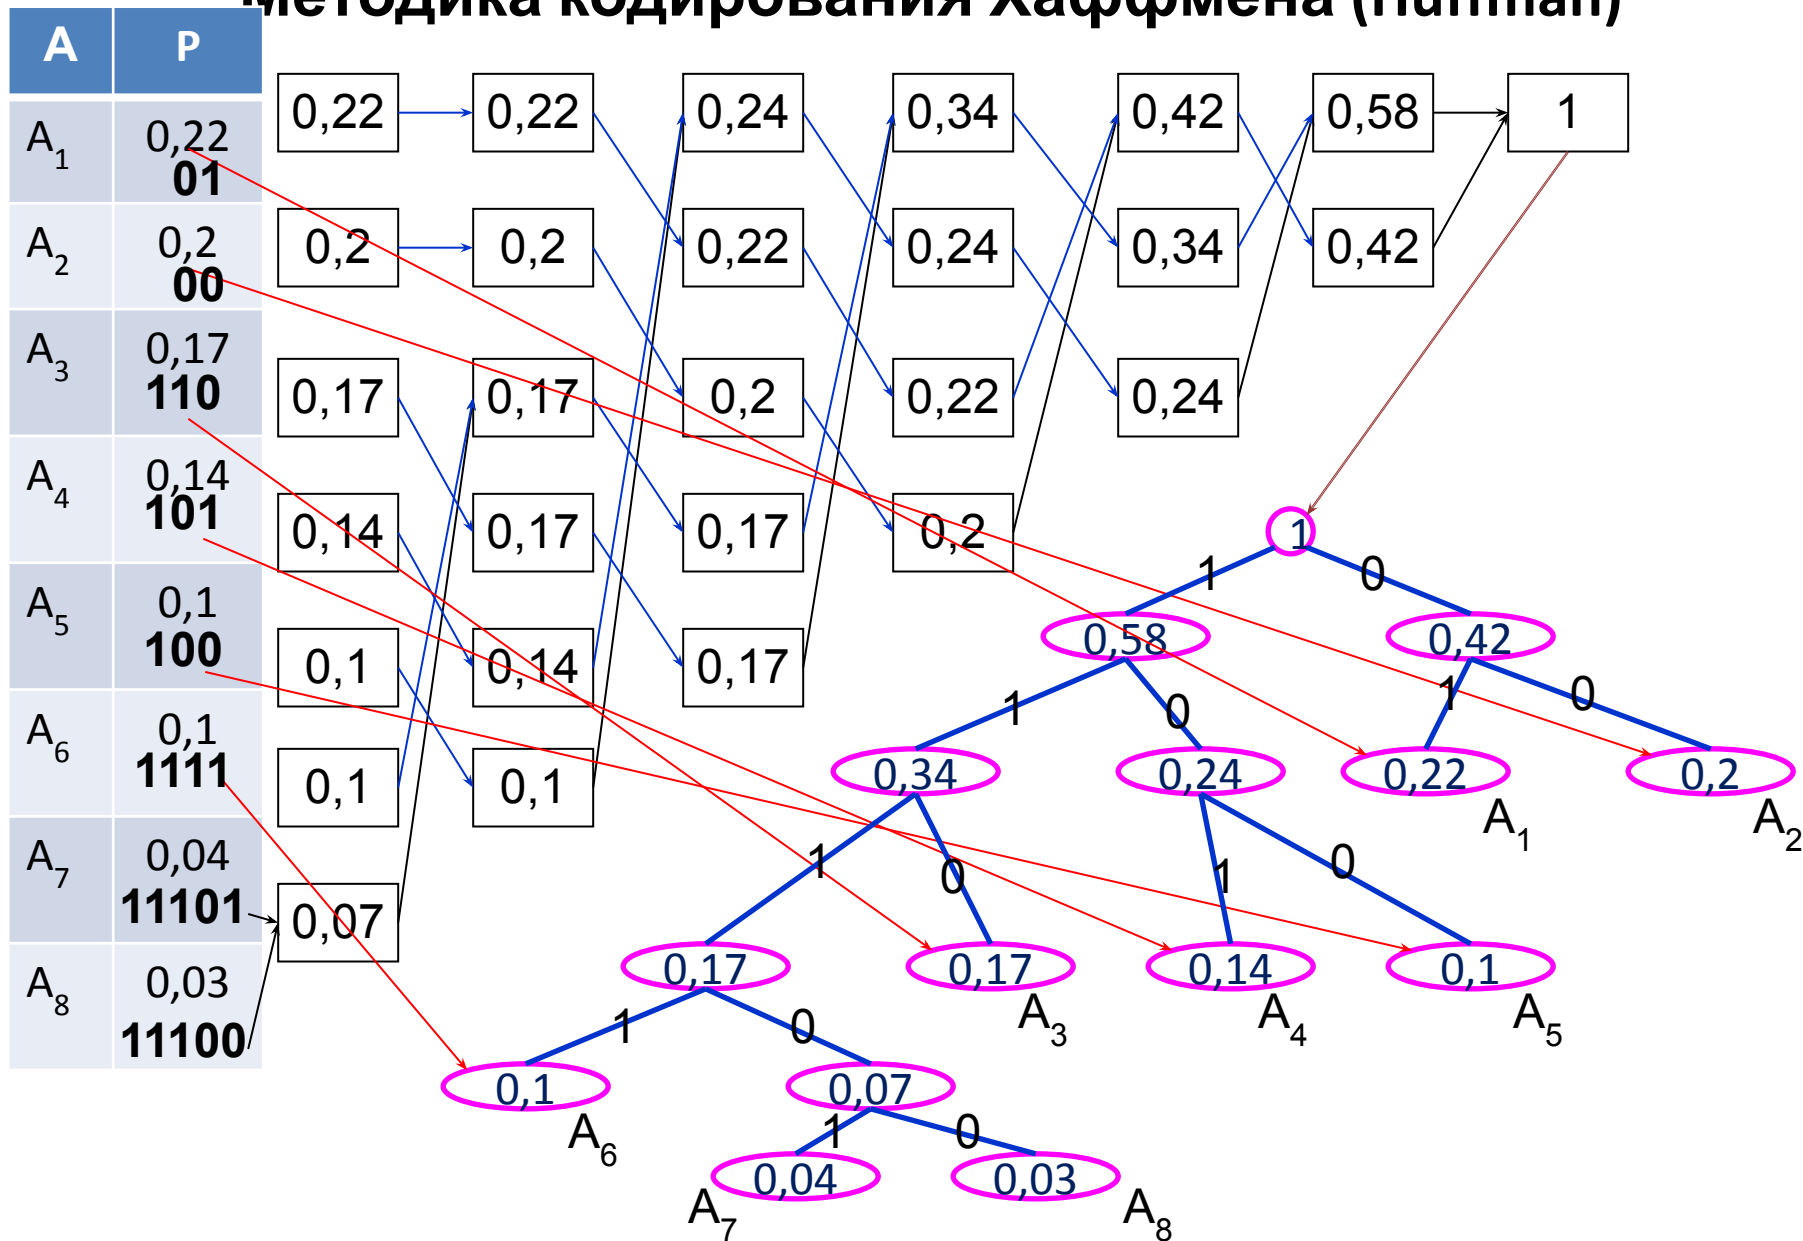 Методика кодирования Хаффмена (Huffman)
A P
A1 0,22
01
A2 0,2
00
A3 0,17
110
A4 0,14
101
A5 0,1
100
A6 0,1
1111
A7 0,04
11101
A8 0,03
11100
0,22 0,22 0,24 0,34 0,42 0,58 1
0,2 0,2 0,22 0,24 0,34 0,42
0,17 0,17 0,2 0,22 0,24
0,14 0,17 0,17 0,2
0,1 0,14 0,17
0,1 0,1
0,07
1
1 0
0,58 0,42
1 0 1 0
0,34 0,24 0,22 0,2
A1 A2
1 0 1 0
0,17 0,17 0,14 0,1
A3 A4 A5
1 0
0,1 0,07
A6
1 0
0,04 0,03
A7 A8